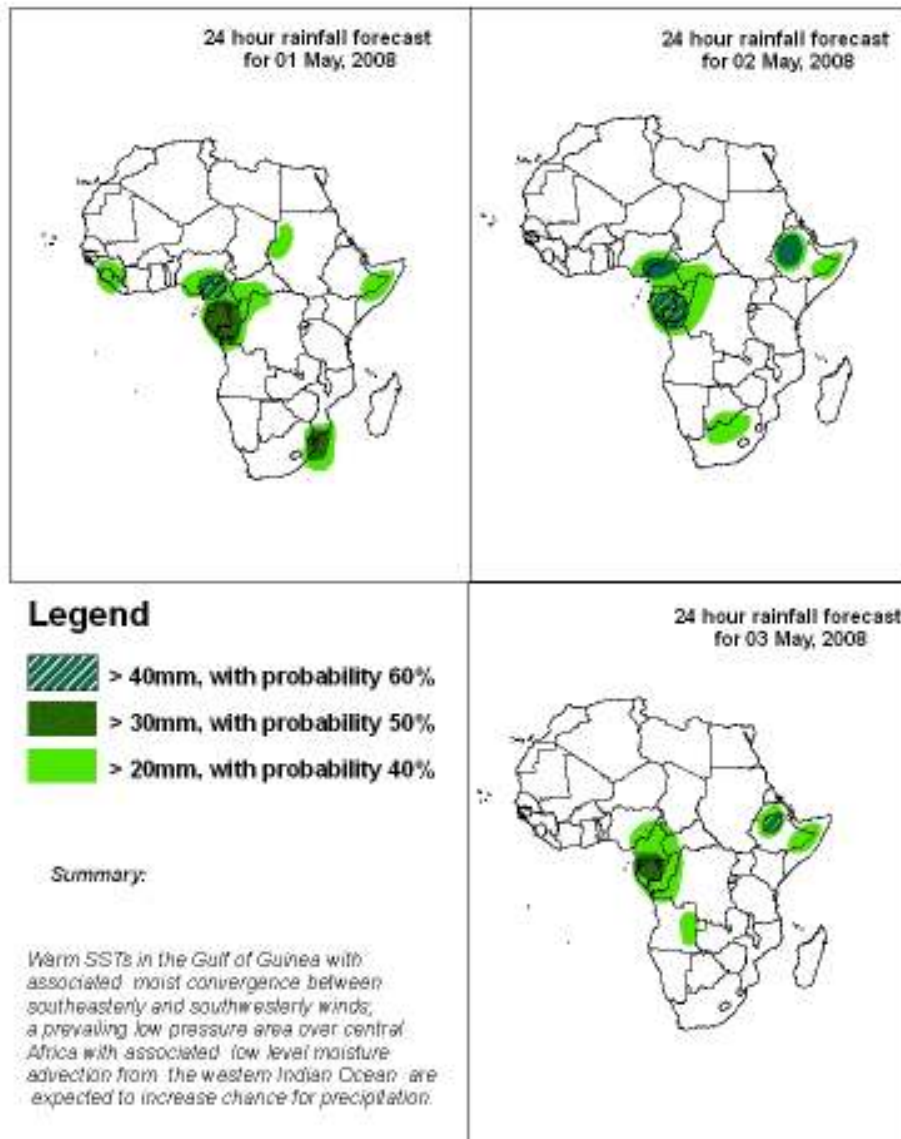 24 hour rainfall forecast
for 01 May, 2008
24 hour rainfall forecast
for 02 May, 2008
Legend
> 40mm, with probability 60%
> 30mm, with probability 50%
> 20mm, with probability 40%
24 hour rainfall forecast
for 03 May, 2008
Summary:
Warm SSTs in the Gulf of Guinea with
associated moist convergence between
southeasterly and southwesterly winds;
a prevailing low pressure area over central
Africa with associated low level moisture
advection from the western Indian Ocean are
expected to increase chance for precipitation.